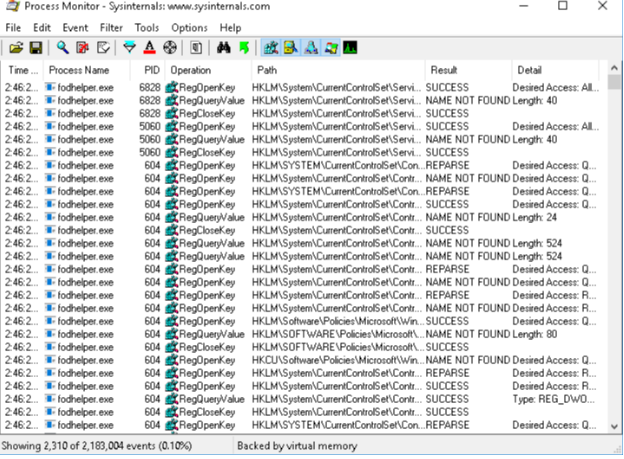 Process Monitor - Sysinternals: www.sysinternals.com
File Edit Event Filter Tools Options Help
Time ... Process Name PID Operation Path Result Detail
2:46:2... fodhelper.exe 6828 RegOpenKey HKLM\System\CurrentControlSet\Servi... SUCCESS Desired Access: All...
2:46:2... fodhelper.exe 6828 RegQueryValue HKLM\System\CurrentControlSet\Servi... NAME NOT FOUND Length: 40
2:46:2... fodhelper.exe 6828 RegCloseKey HKLM\System\CurrentControlSet\Servi... SUCCESS
2:46:2... fodhelper.exe 5060 RegOpenKey HKLM\System\CurrentControlSet\Servi... SUCCESS Desired Access: All...
2:46:2... fodhelper.exe 5060 RegQueryValue HKLM\System\CurrentControlSet\Servi... NAME NOT FOUND Length: 40
2:46:2... fodhelper.exe 5060 RegCloseKey HKLM\System\CurrentControlSet\Servi... SUCCESS
2:46:2... fodhelper.exe 604 RegOpenKey HKLM\SYSTEM\CurrentControlSet\Con... REPARSE Desired Access: Q...
2:46:2... fodhelper.exe 604 RegOpenKey HKLM\System\CurrentControlSet\Contr... NAME NOT FOUND Desired Access: Q...
2:46:2... fodhelper.exe 604 RegOpenKey HKLM\SYSTEM\CurrentControlSet\Con... REPARSE Desired Access: Q...
2:46:2... fodhelper.exe 604 RegOpenKey HKLM\System\CurrentControlSet\Contr... SUCCESS Desired Access: Q...
2:46:2... fodhelper.exe 604 RegQueryValue HKLM\System\CurrentControlSet\Contr... NAME NOT FOUND Length: 24
2:46:2... fodhelper.exe 604 RegCloseKey HKLM\System\CurrentControlSet\Contr... SUCCESS
2:46:2... fodhelper.exe 604 RegQueryValue HKLM\System\CurrentControlSet\Contr... NAME NOT FOUND Length: 524
2:46:2... fodhelper.exe 604 RegQueryValue HKLM\System\CurrentControlSet\Contr... NAME NOT FOUND Length: 524
2:46:2... fodhelper.exe 604 RegOpenKey HKLM\System\CurrentControlSet\Contr... REPARSE Desired Access: Q...
2:46:2... fodhelper.exe 604 RegOpenKey HKLM\System\CurrentControlSet\Contr... NAME NOT FOUND Desired Access: Q...
2:46:2... fodhelper.exe 604 RegOpenKey HKLM\System\CurrentControlSet\Contr... REPARSE Desired Access: R...
2:46:2... fodhelper.exe 604 RegOpenKey HKLM\System\CurrentControlSet\Contr... NAME NOT FOUND Desired Access: R...
2:46:2... fodhelper.exe 604 RegOpenKey HKLM\Software\Policies\Microsoft\Win... SUCCESS Desired Access: Q...
2:46:2... fodhelper.exe 604 RegQueryValue HKLM\SOFTWARE\Policies\Microsoft\... NAME NOT FOUND Length: 80
2:46:2... fodhelper.exe 604 RegCloseKey HKLM\SOFTWARE\Policies\Microsoft\... SUCCESS
2:46:2... fodhelper.exe 604 RegOpenKey HKCU\Software\Policies\Microsoft\Win... NAME NOT FOUND Desired Access: Q...
2:46:2... fodhelper.exe 604 RegOpenKey HKLM\System\CurrentControlSet\Contr... REPARSE Desired Access: R...
2:46:2... fodhelper.exe 604 RegOpenKey HKLM\System\CurrentControlSet\Contr... SUCCESS Desired Access: R...
2:46:2... fodhelper.exe 604 RegQueryValue HKLM\System\CurrentControlSet\Contr... SUCCESS Type: REG_DWO...
2:46:2... fodhelper.exe 604 RegCloseKey HKLM\System\CurrentControlSet\Contr... SUCCESS
2:46:2... fodhelper.exe 604 RegOpenKey HKLM\SYSTEM\CurrentControlSet\Con... REPARSE Desired Access: Q...
Showing 2,310 of 2,183,004 events (0.10%) Backed by virtual memory